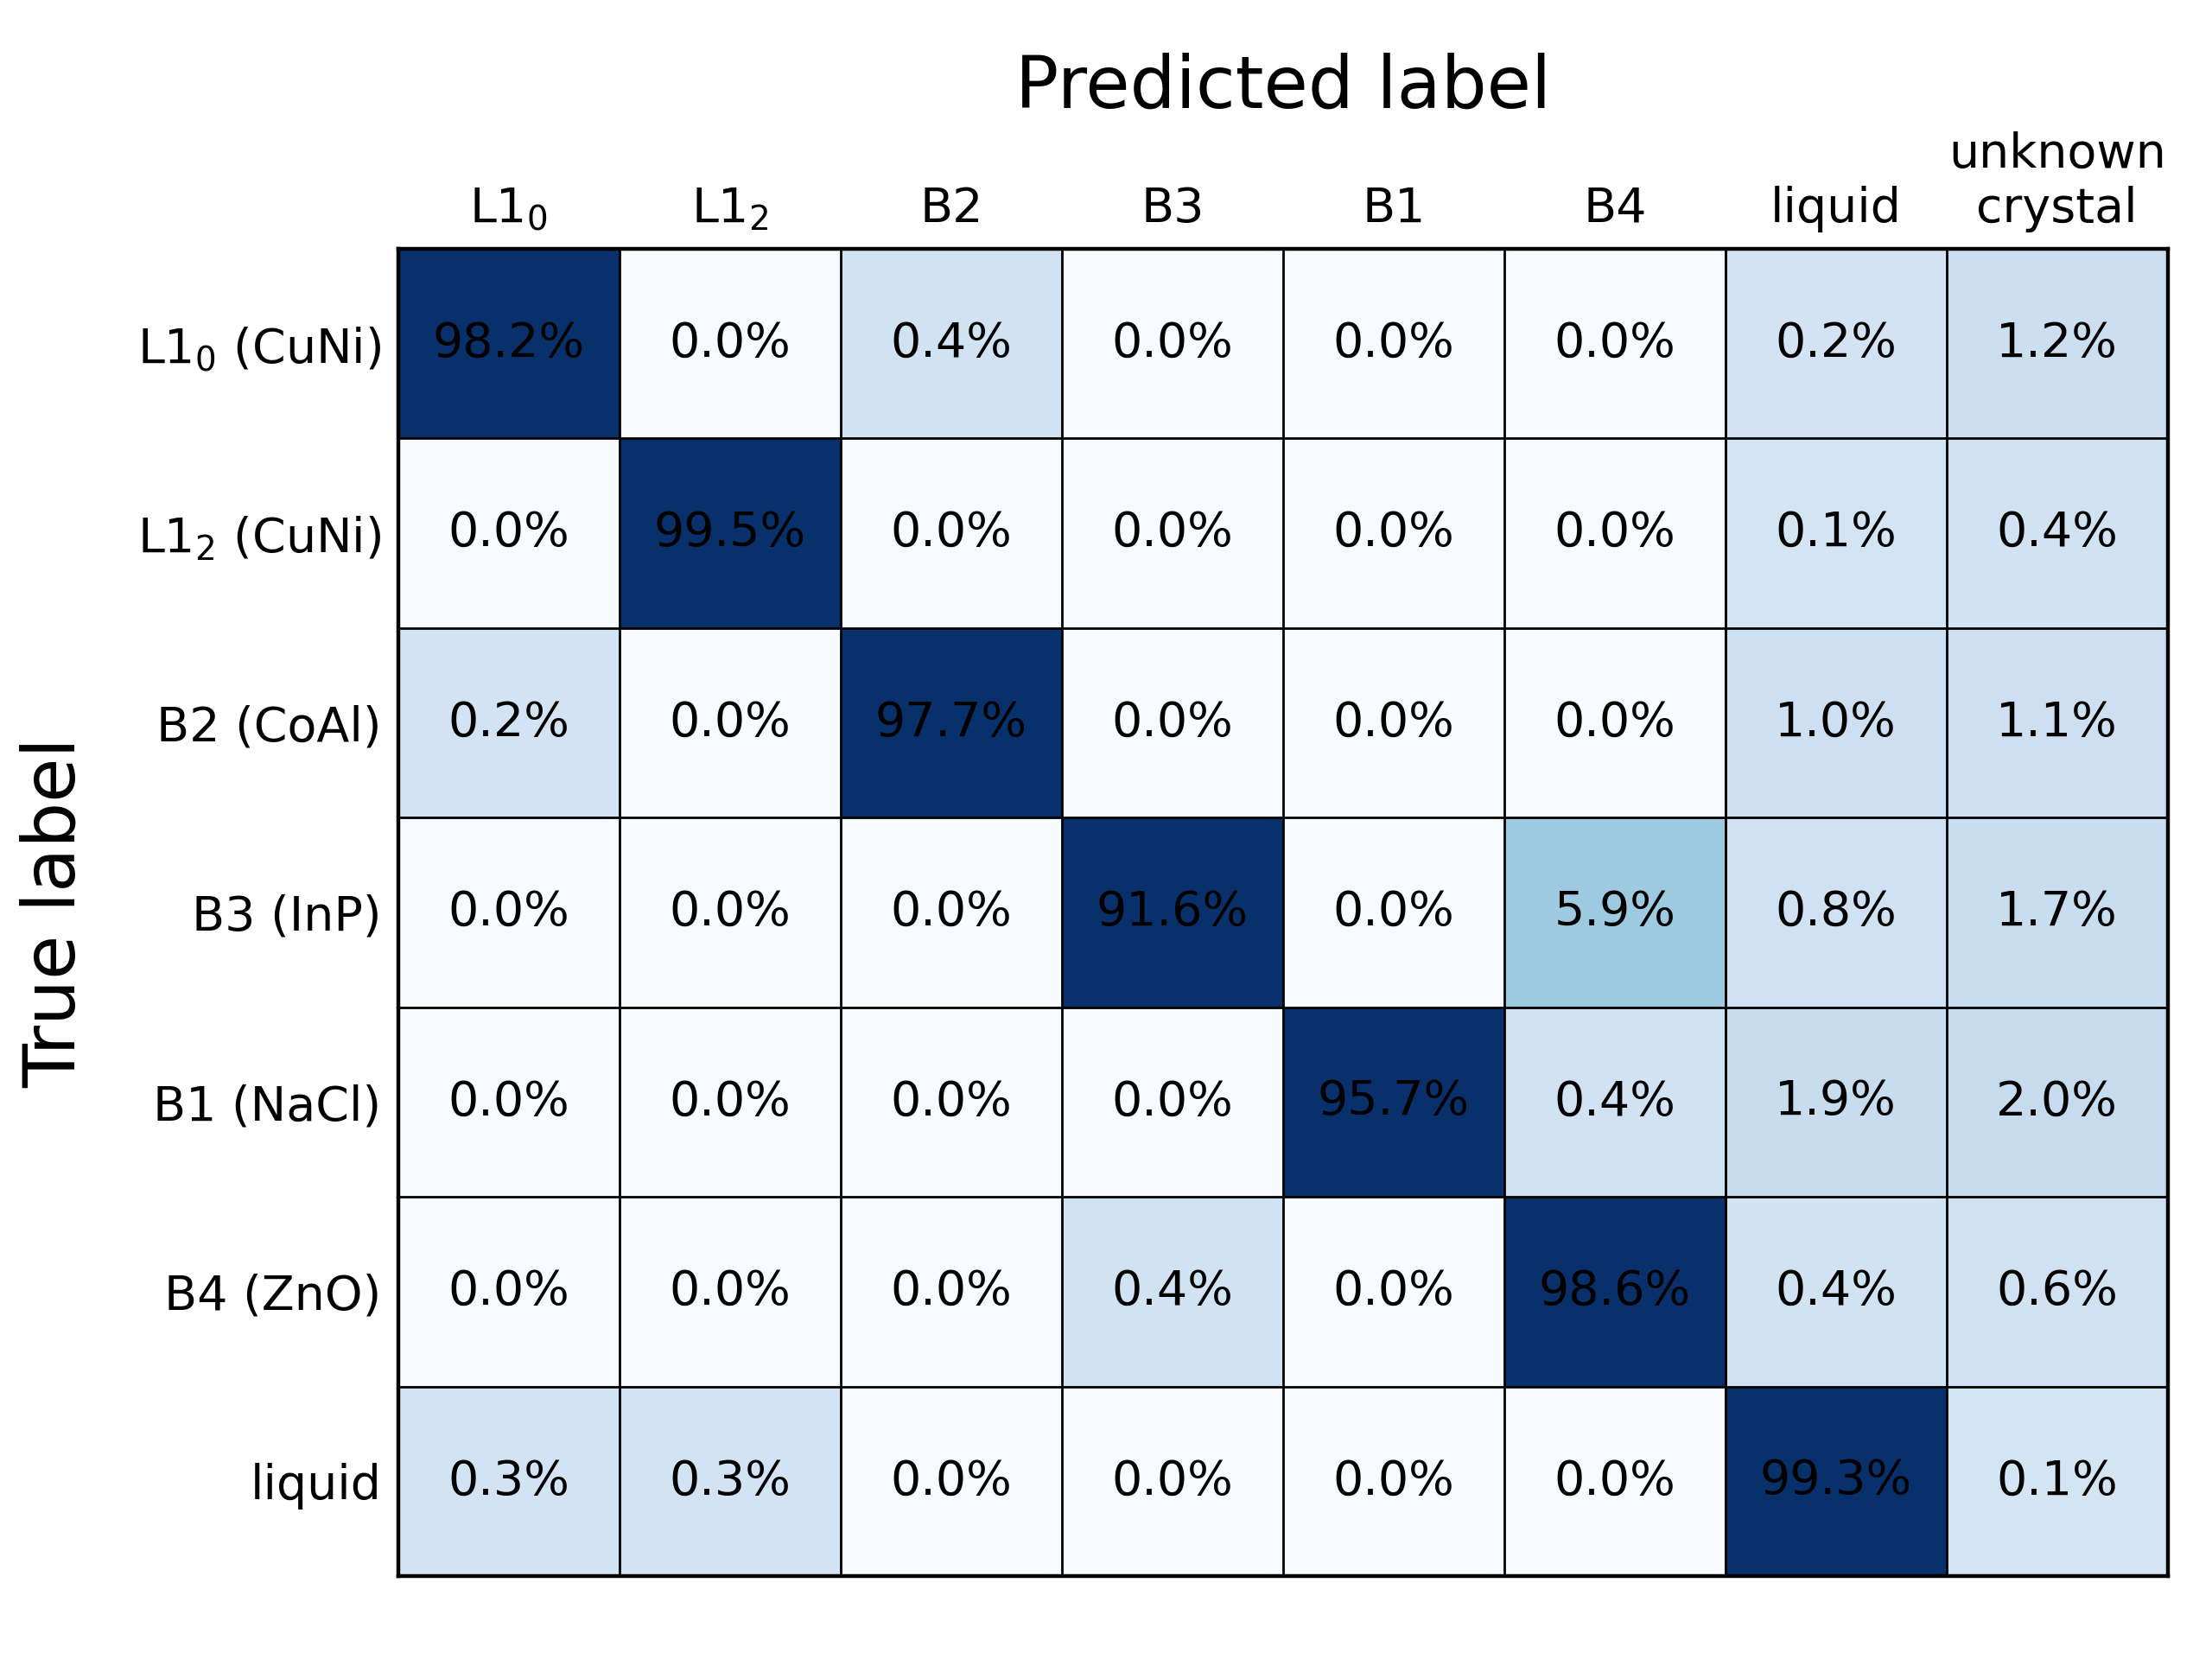 Predicted label
unknown
L1₀ L1₂ B2 B3 B1 B4 liquid crystal
L1₀ (CuNi) 98.2% 0.0% 0.4% 0.0% 0.0% 0.0% 0.2% 1.2%
L1₂ (CuNi) 0.0% 99.5% 0.0% 0.0% 0.0% 0.0% 0.1% 0.4%
B2 (CoAl) 0.2% 0.0% 97.7% 0.0% 0.0% 0.0% 1.0% 1.1%
B3 (InP) 0.0% 0.0% 0.0% 91.6% 0.0% 5.9% 0.8% 1.7%
B1 (NaCl) 0.0% 0.0% 0.0% 0.0% 95.7% 0.4% 1.9% 2.0%
B4 (ZnO) 0.0% 0.0% 0.0% 0.4% 0.0% 98.6% 0.4% 0.6%
liquid 0.3% 0.3% 0.0% 0.0% 0.0% 0.0% 99.3% 0.1%
True label